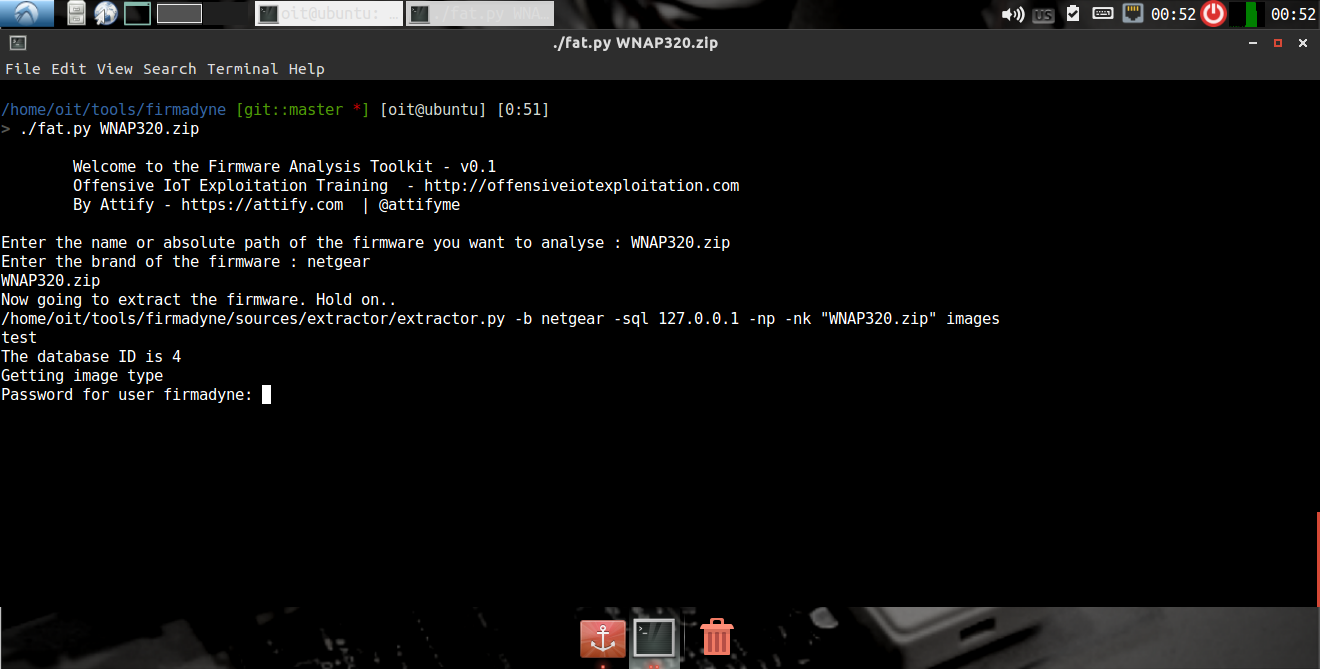 oit@ubuntu:
./fat.py
US
00:52
00:52
./fat.py WNAP320.zip
File Edit View Search Terminal Help
/home/oit/tools/firmadyne [git::master *] [oit@ubuntu] [0:51]
> ./fat.py WNAP320.zip
Welcome to the Firmware Analysis Toolkit - v0.1
Offensive IoT Exploitation Training - http://offensiveiotexploitation.com
By Attify - https://attify.com | @attifyme
Enter the name or absolute path of the firmware you want to analyse : WNAP320.zip
Enter the brand of the firmware : netgear
WNAP320.zip
Now going to extract the firmware. Hold on..
/home/oit/tools/firmadyne/sources/extractor/extractor.py -b netgear -sql 127.0.0.1 -np -nk "WNAP320.zip" images
test
The database ID is 4
Getting image type
Password for user firmadyne: